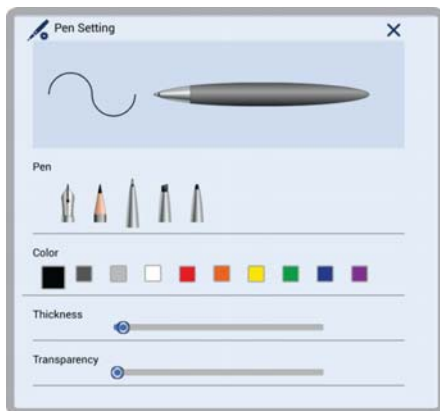 Pen Setting
Pen
Color
Thickness
Transparency